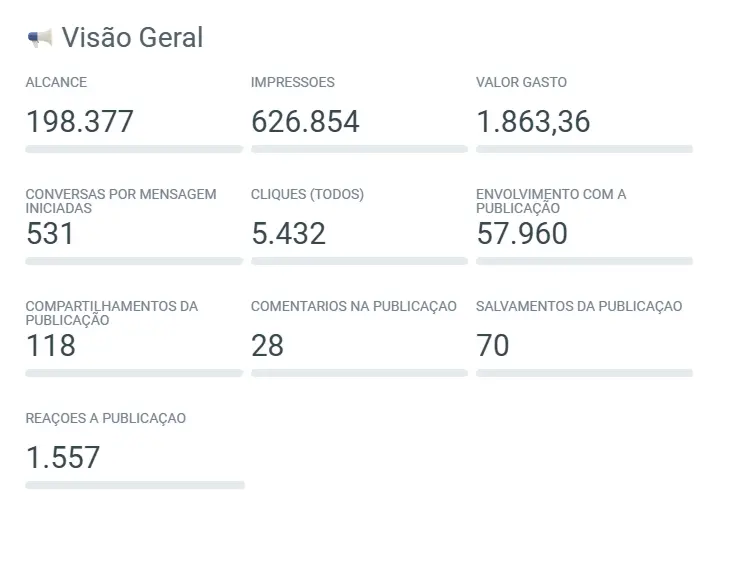 Visão Geral
ALCANCE
198.377
IMPRESSOES
626.854
VALOR GASTO
1.863,36
CONVERSAS POR MENSAGEM
INICIADAS
531
CLIQUES (TODOS)
5.432
ENVOLVIMENTO COM A
PUBLICAÇÃO
57.960
COMPARTILHAMENTOS DA
PUBLICAÇÃO
118
COMENTARIOS NA PUBLICAÇAO
28
SALVAMENTOS DA PUBLICAÇAO
70
REAÇOES A PUBLICAÇAO
1.557